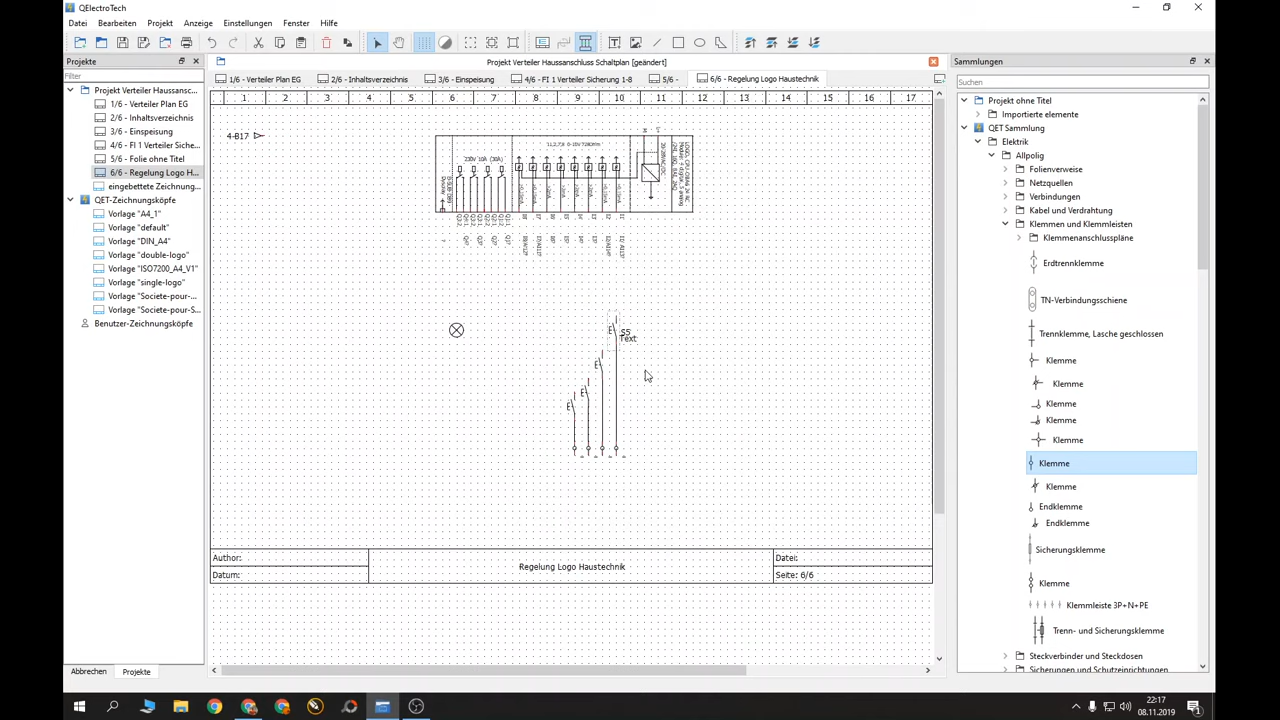 QElectroTech
Datei Bearbeiten Projekt Anzeige Einstellungen Fenster Hilfe
Projekte
Projekt Verteiler Haussanschluss Schaltplan [geändert]
Sammlungen
Filter
1/6 - Verteiler Plan EG
2/6 - Inhaltsverzeichnis
3/6 - Einspeisung
4/6 - FI 1 Verteiler Sicherung 1-8
5/6 -
6/6 - Regelung Logo Haustechnik
Suchen
Projekt Verteiler Haussansc...
1/6 - Verteiler Plan EG
2/6 - Inhaltsverzeichnis
3/6 - Einspeisung
4/6 - FI 1 Verteiler Siche...
5/6 - Folie ohne Titel
6/6 - Regelung Logo H...
eingebettete Zeichnung...
QET-Zeichnungsköpfe
Vorlage "A4_1"
Vorlage "default"
Vorlage "DIN_A4"
Vorlage "double-logo"
Vorlage "ISO7200_A4_V1"
Vorlage "single-logo"
Vorlage "Societe-pour-...
Vorlage "Societe-pour-S...
Benutzer-Zeichnungsköpfe
Abbrechen Projekte
1 2 3 4 5 6 7 8 9 10 11 12 13 14 15 16 17
4-B17
230V 10A (30A)
S5
Text
Author:
Datum:
Regelung Logo Haustechnik
Datei:
Seite: 6/6
Projekt ohne Titel
Importierte elemente
QET Sammlung
Elektrik
Allpolig
Folienverweise
Netzquellen
Verbindungen
Kabel und Verdrahtung
Klemmen und Klemmleisten
Klemmenanschlusspläne
Erdtrennklemme
TN-Verbindungsschiene
Trennklemme, Lasche geschlossen
Klemme
Klemme
Klemme
Klemme
Klemme
Klemme
Klemme
Endklemme
Endklemme
Sicherungsklemme
Klemme
Klemmleiste 3P+N+PE
Trenn- und Sicherungsklemme
Steckverbinder und Steckdosen
Sicherungen und Schutzeinrichtungen
22:17
08.11.2019